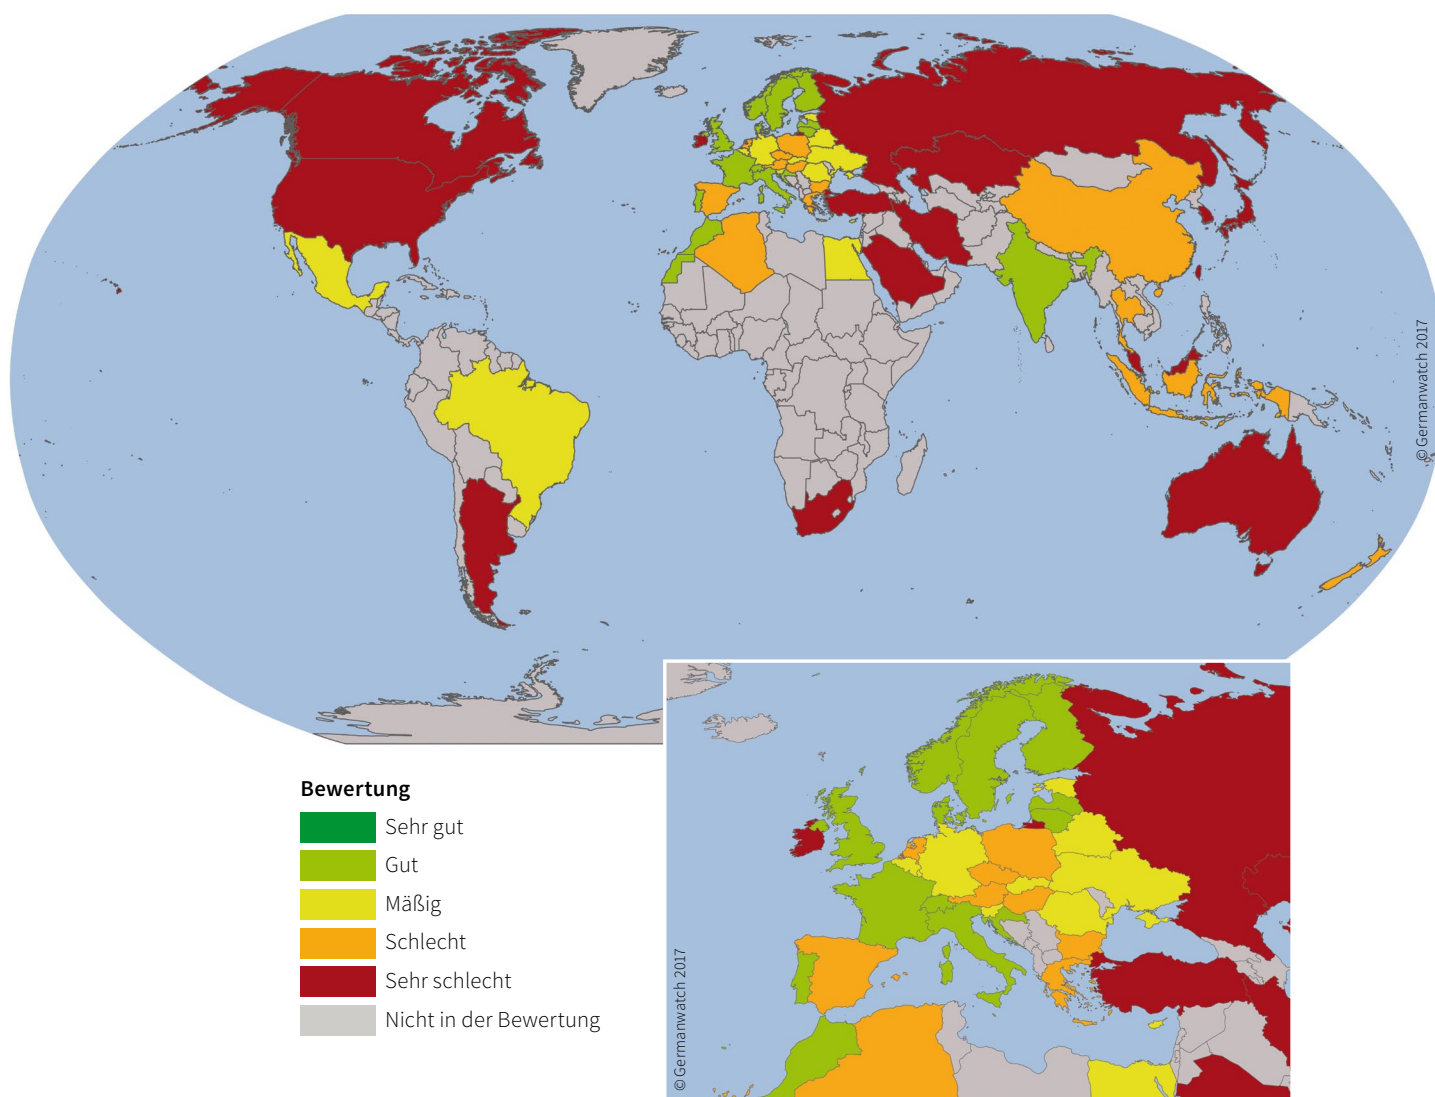 © Germanwatch 2017
Bewertung
Sehr gut
Gut
Mäßig
Schlecht
Sehr schlecht
Nicht in der Bewertung
© Germanwatch 2017